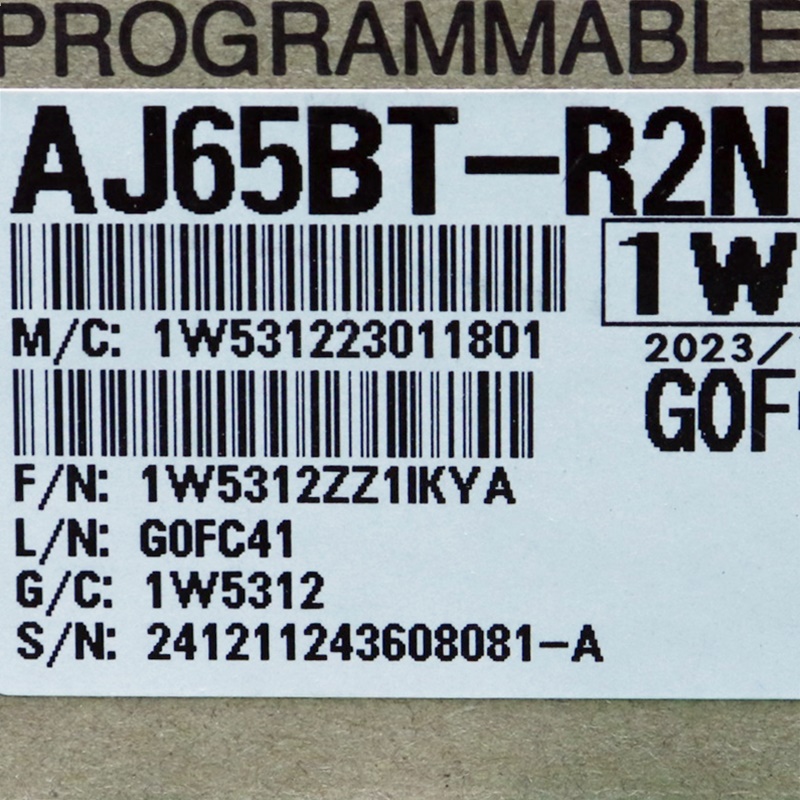 PROGRAMMABLE
AJ65BT-R2N
1W
M/C: 1W531223011801
2023/
G0F
F/N: 1W5312ZZ1IKYA
L/N: G0FC41
G/C: 1W5312
S/N: 241211243608081-A